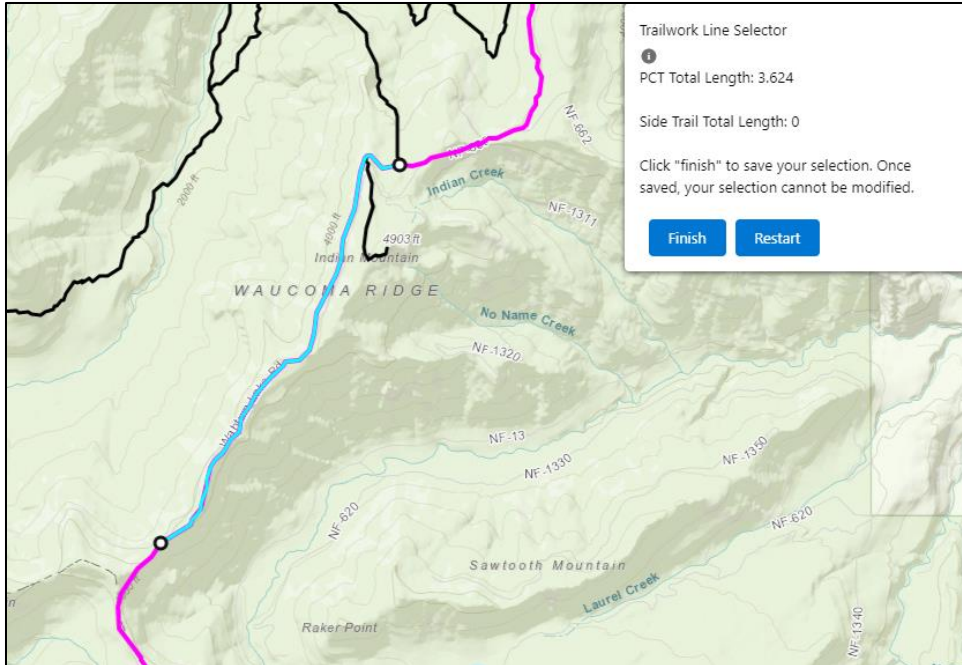 Trailwork Line Selector
i
PCT Total Length: 3.624
Side Trail Total Length: 0
Click "finish" to save your selection. Once
saved, your selection cannot be modified.
Finish
Restart
NF-662
Indian Creek
NF-1311
2000 ft
4000 ft
4903 ft
Indian Mountain
WAUCOMA RIDGE
No Name Creek
NF-1320
NF-13
NF-1330
NF-1350
NF-620
NF-620
Sawtooth Mountain
Laurel Creek
Raker Point
NF-1340